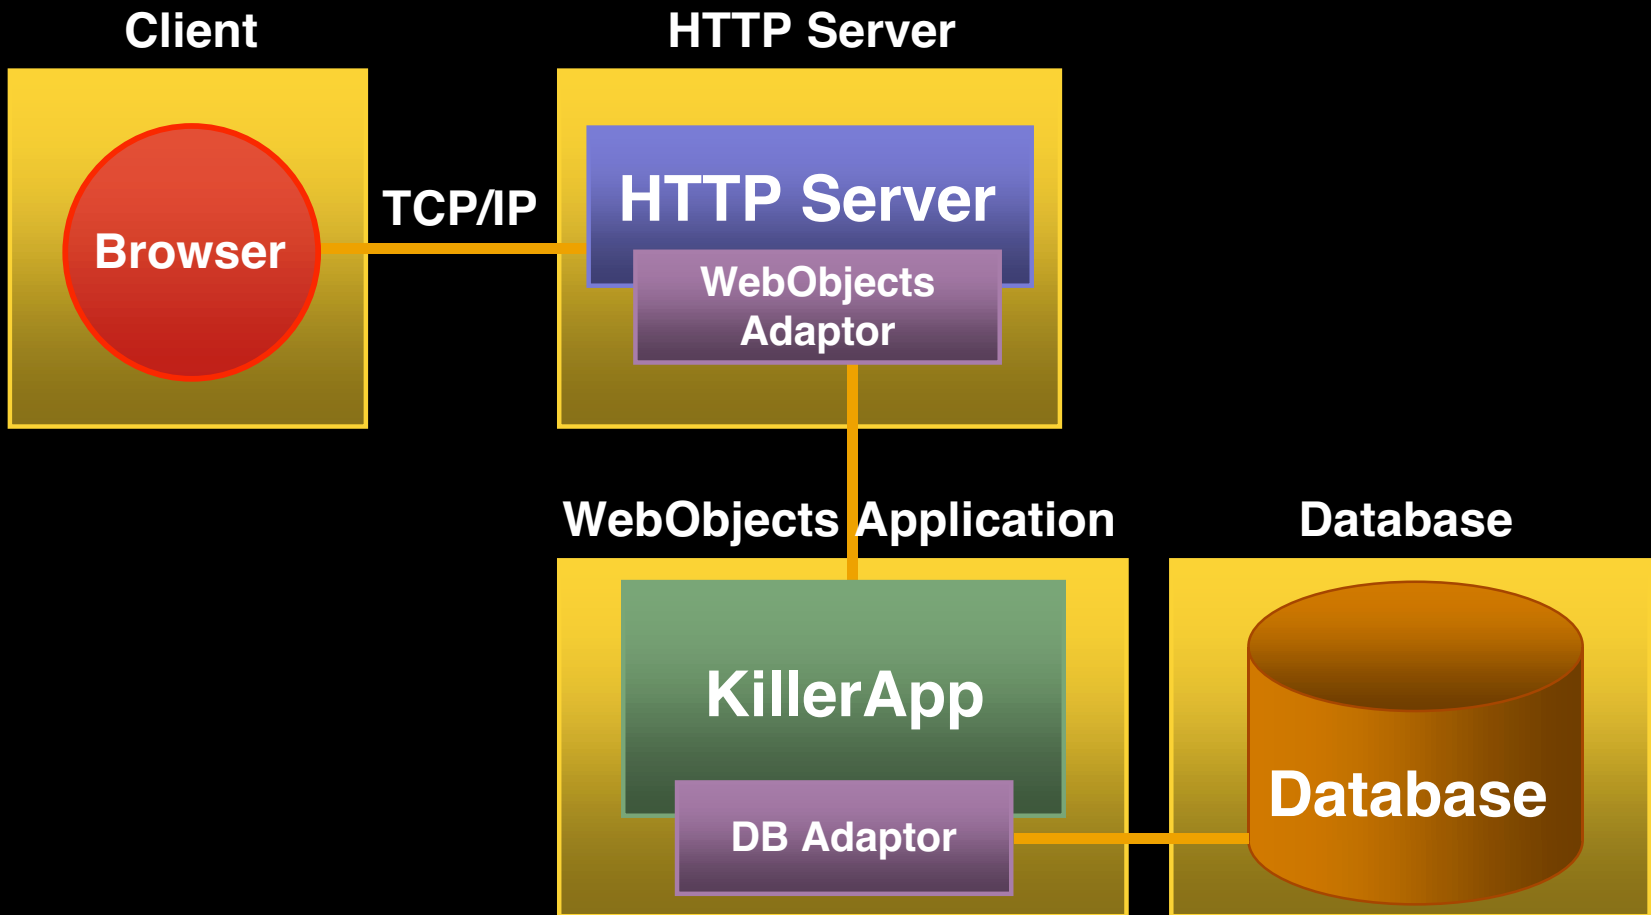 Client
HTTP Server
Browser
TCP/IP
HTTP Server
WebObjects
Adaptor
WebObjects Application
Database
KillerApp
DB Adaptor
Database